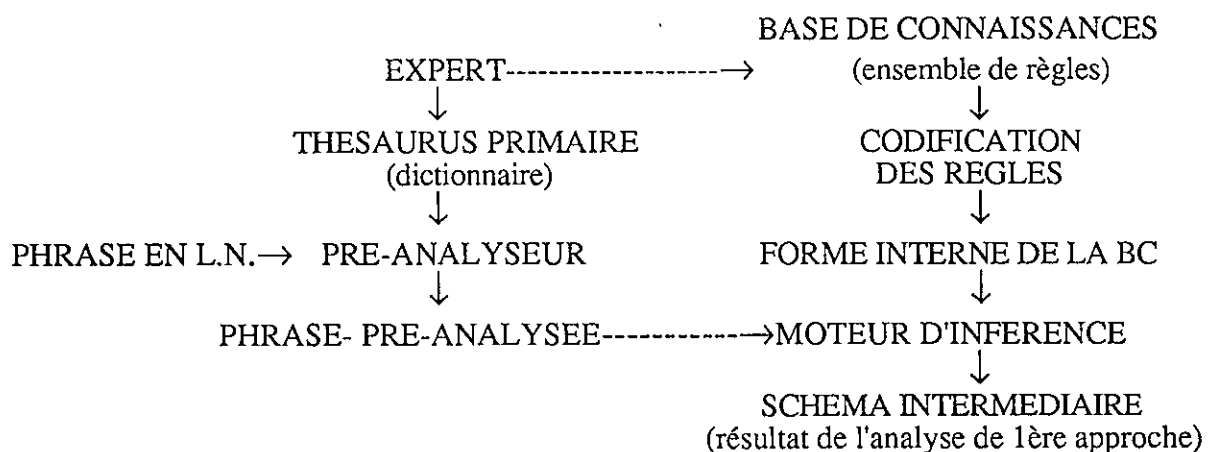 BASE DE CONNAISSANCES
EXPERT----------------------→ (ensemble de règles)
↓ ↓
THESAURUS PRIMAIRE CODIFICATION
(dictionnaire) DES REGLES
↓ ↓
PHRASE EN L.N.→ PRE-ANALYSEUR FORME INTERNE DE LA BC
↓ ↓
PHRASE- PRE-ANALYSEE---------------→MOTEUR D'INFERENCE
↓
SCHEMA INTERMEDIAIRE
(résultat de l'analyse de 1ère approche)